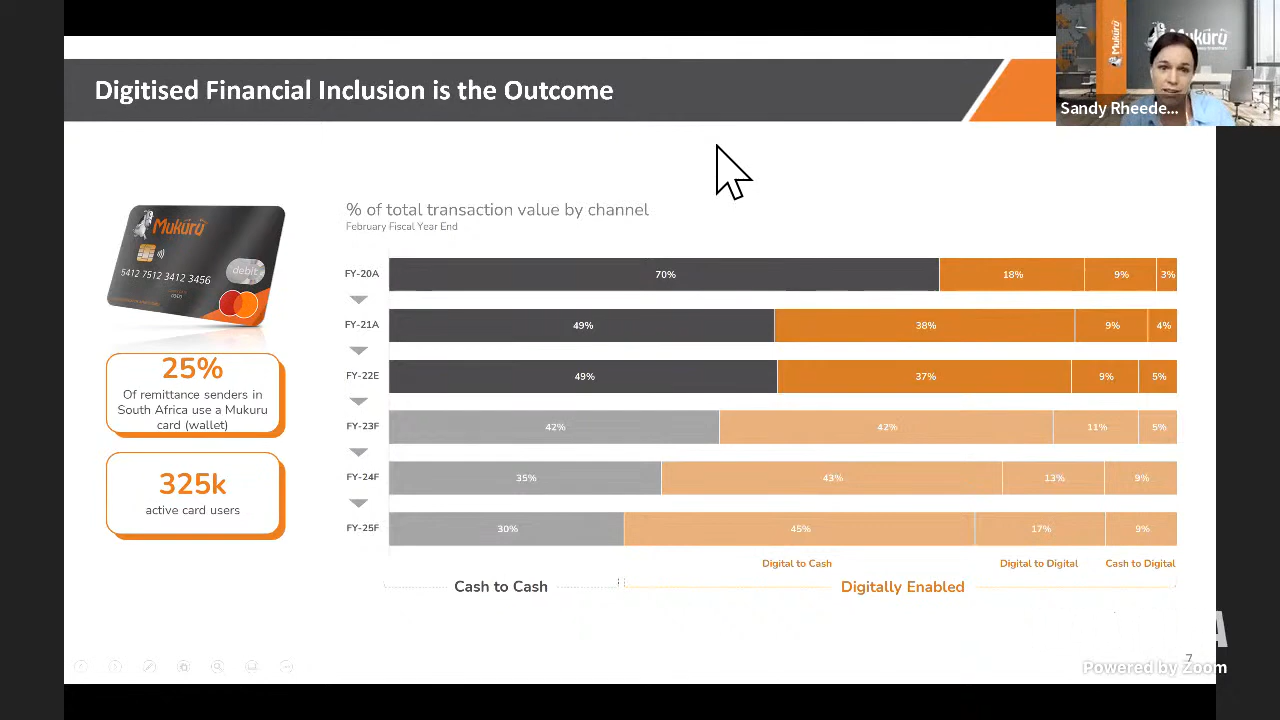 Digitised Financial Inclusion is the Outcome
Mukuru
Mukuru
Sandy Rheede...
Mukuru
debit
5412 7512 3412 3456
% of total transaction value by channel
February Fiscal Year End
25%
Of remittance senders in
South Africa use a Mukuru
card (wallet)
325k
active card users
FY-20A 70% 18% 9% 3%
FY-21A 49% 38% 9% 4%
FY-22E 49% 37% 9% 5%
FY-23F 42% 42% 11% 5%
FY-24F 35% 43% 13% 9%
FY-25F 30% 45% 17% 9%
Digital to Cash Digital to Digital Cash to Digital
Cash to Cash Digitally Enabled
A
7
Powered by Zoom